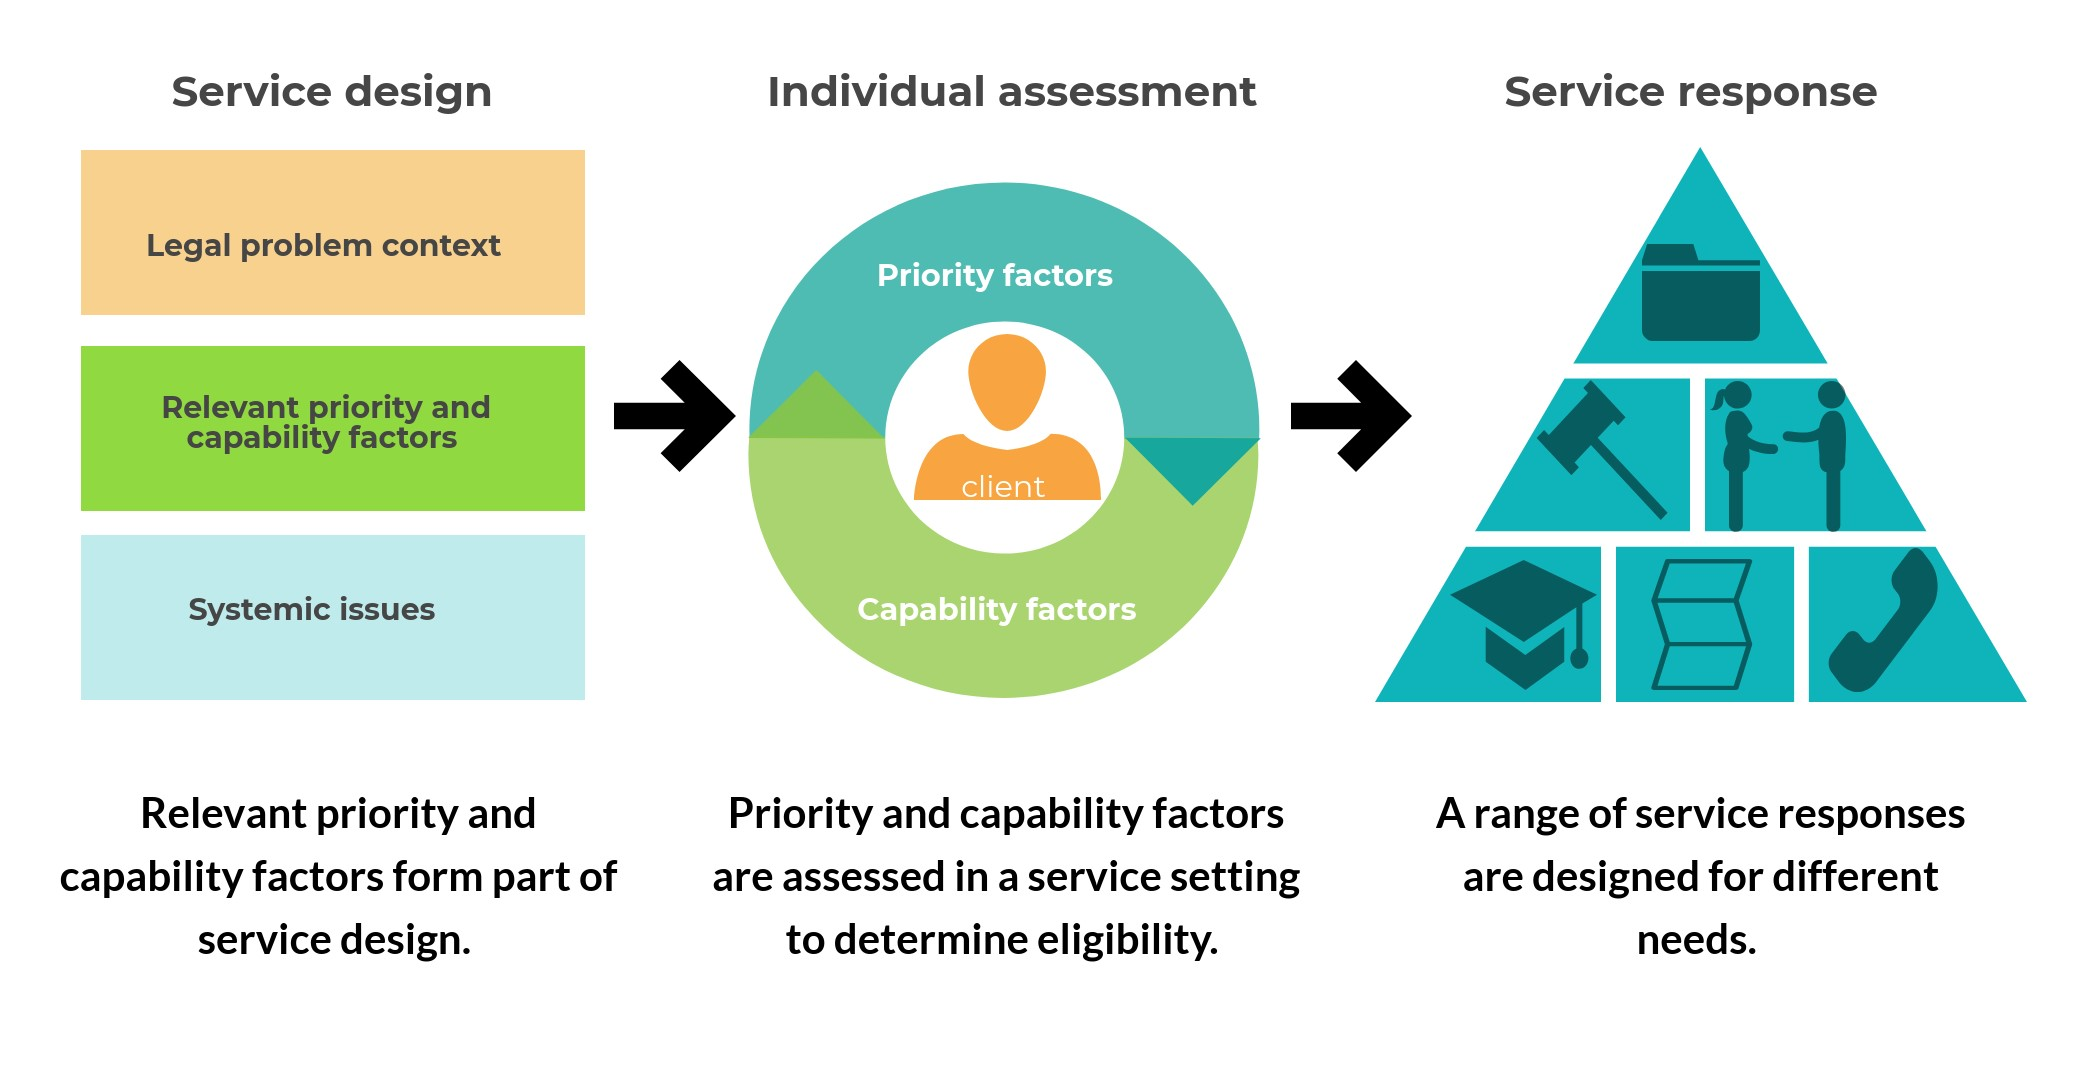 Service design
Individual assessment
Service response
Legal problem context
Relevant priority and
capability factors
Systemic issues
Priority factors
client
Capability factors
Relevant priority and
capability factors form part of
service design.
Priority and capability factors
are assessed in a service setting
to determine eligibility.
A range of service responses
are designed for different
needs.